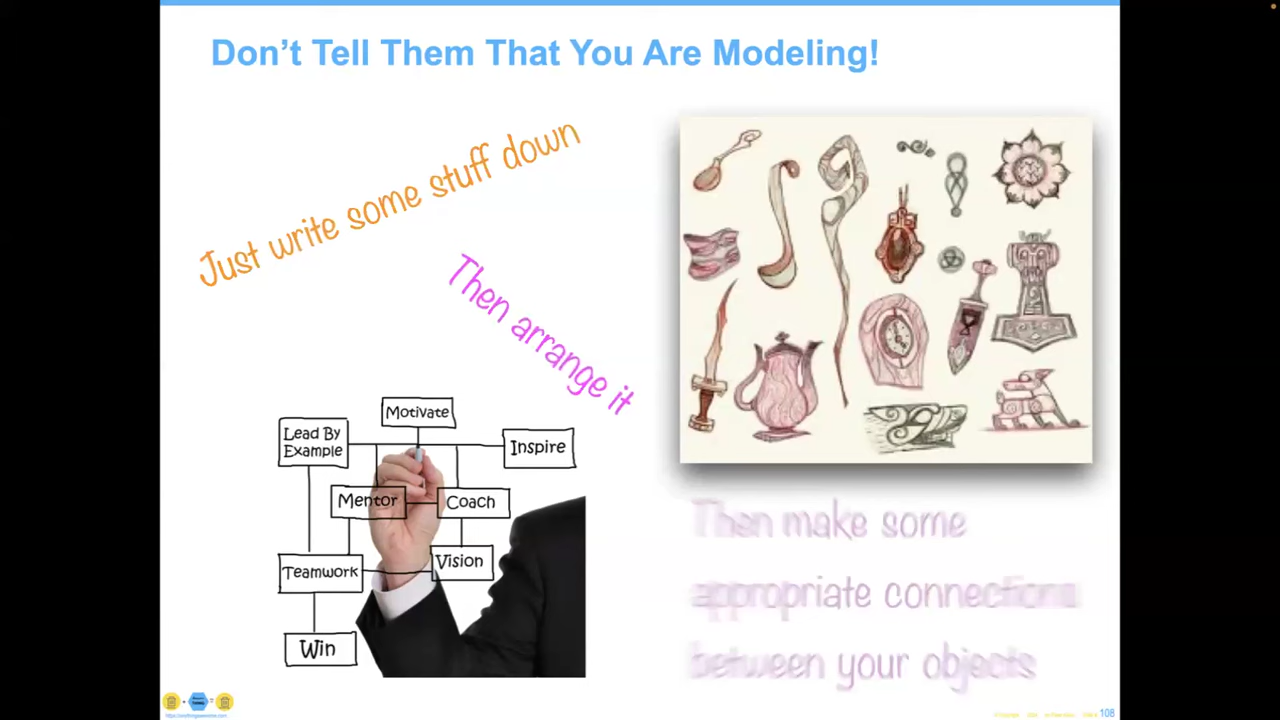 Don't Tell Them That You Are Modeling!
Just write some stuff down
Then arrange it
Motivate
Lead By
Example
Inspire
Mentor
Coach
Vision
Teamwork
Win
Then make some
appropriate connections
between your objects
108